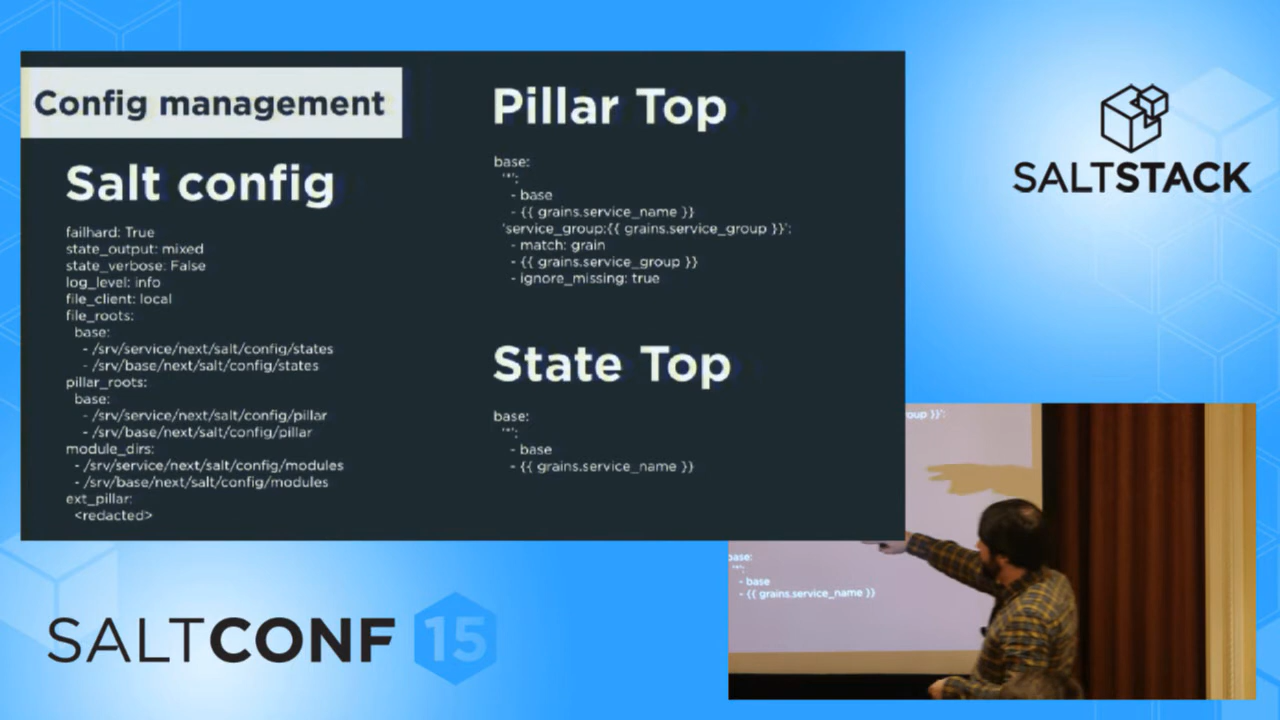 Config management
Salt config
failhard: True
state_output: mixed
state_verbose: False
log_level: info
file_client: local
file_roots:
base:
- /srv/service/next/salt/config/states
- /srv/base/next/salt/config/states
pillar_roots:
base:
- /srv/service/next/salt/config/pillar
- /srv/base/next/salt/config/pillar
module_dirs:
- /srv/service/next/salt/config/modules
- /srv/base/next/salt/config/modules
ext_pillar:
<redacted>
Pillar Top
base:
'*':
- base
- {{ grains.service_name }}
'service_group:{{ grains.service_group }}':
- match: grain
- {{ grains.service_group }}
- ignore_missing: true
State Top
base:
'*':
- base
- {{ grains.service_name }}
SALTSTACK
oup }}':
base:
'*':
- base
- {{ grains.service_name }}
SALTCONF 15